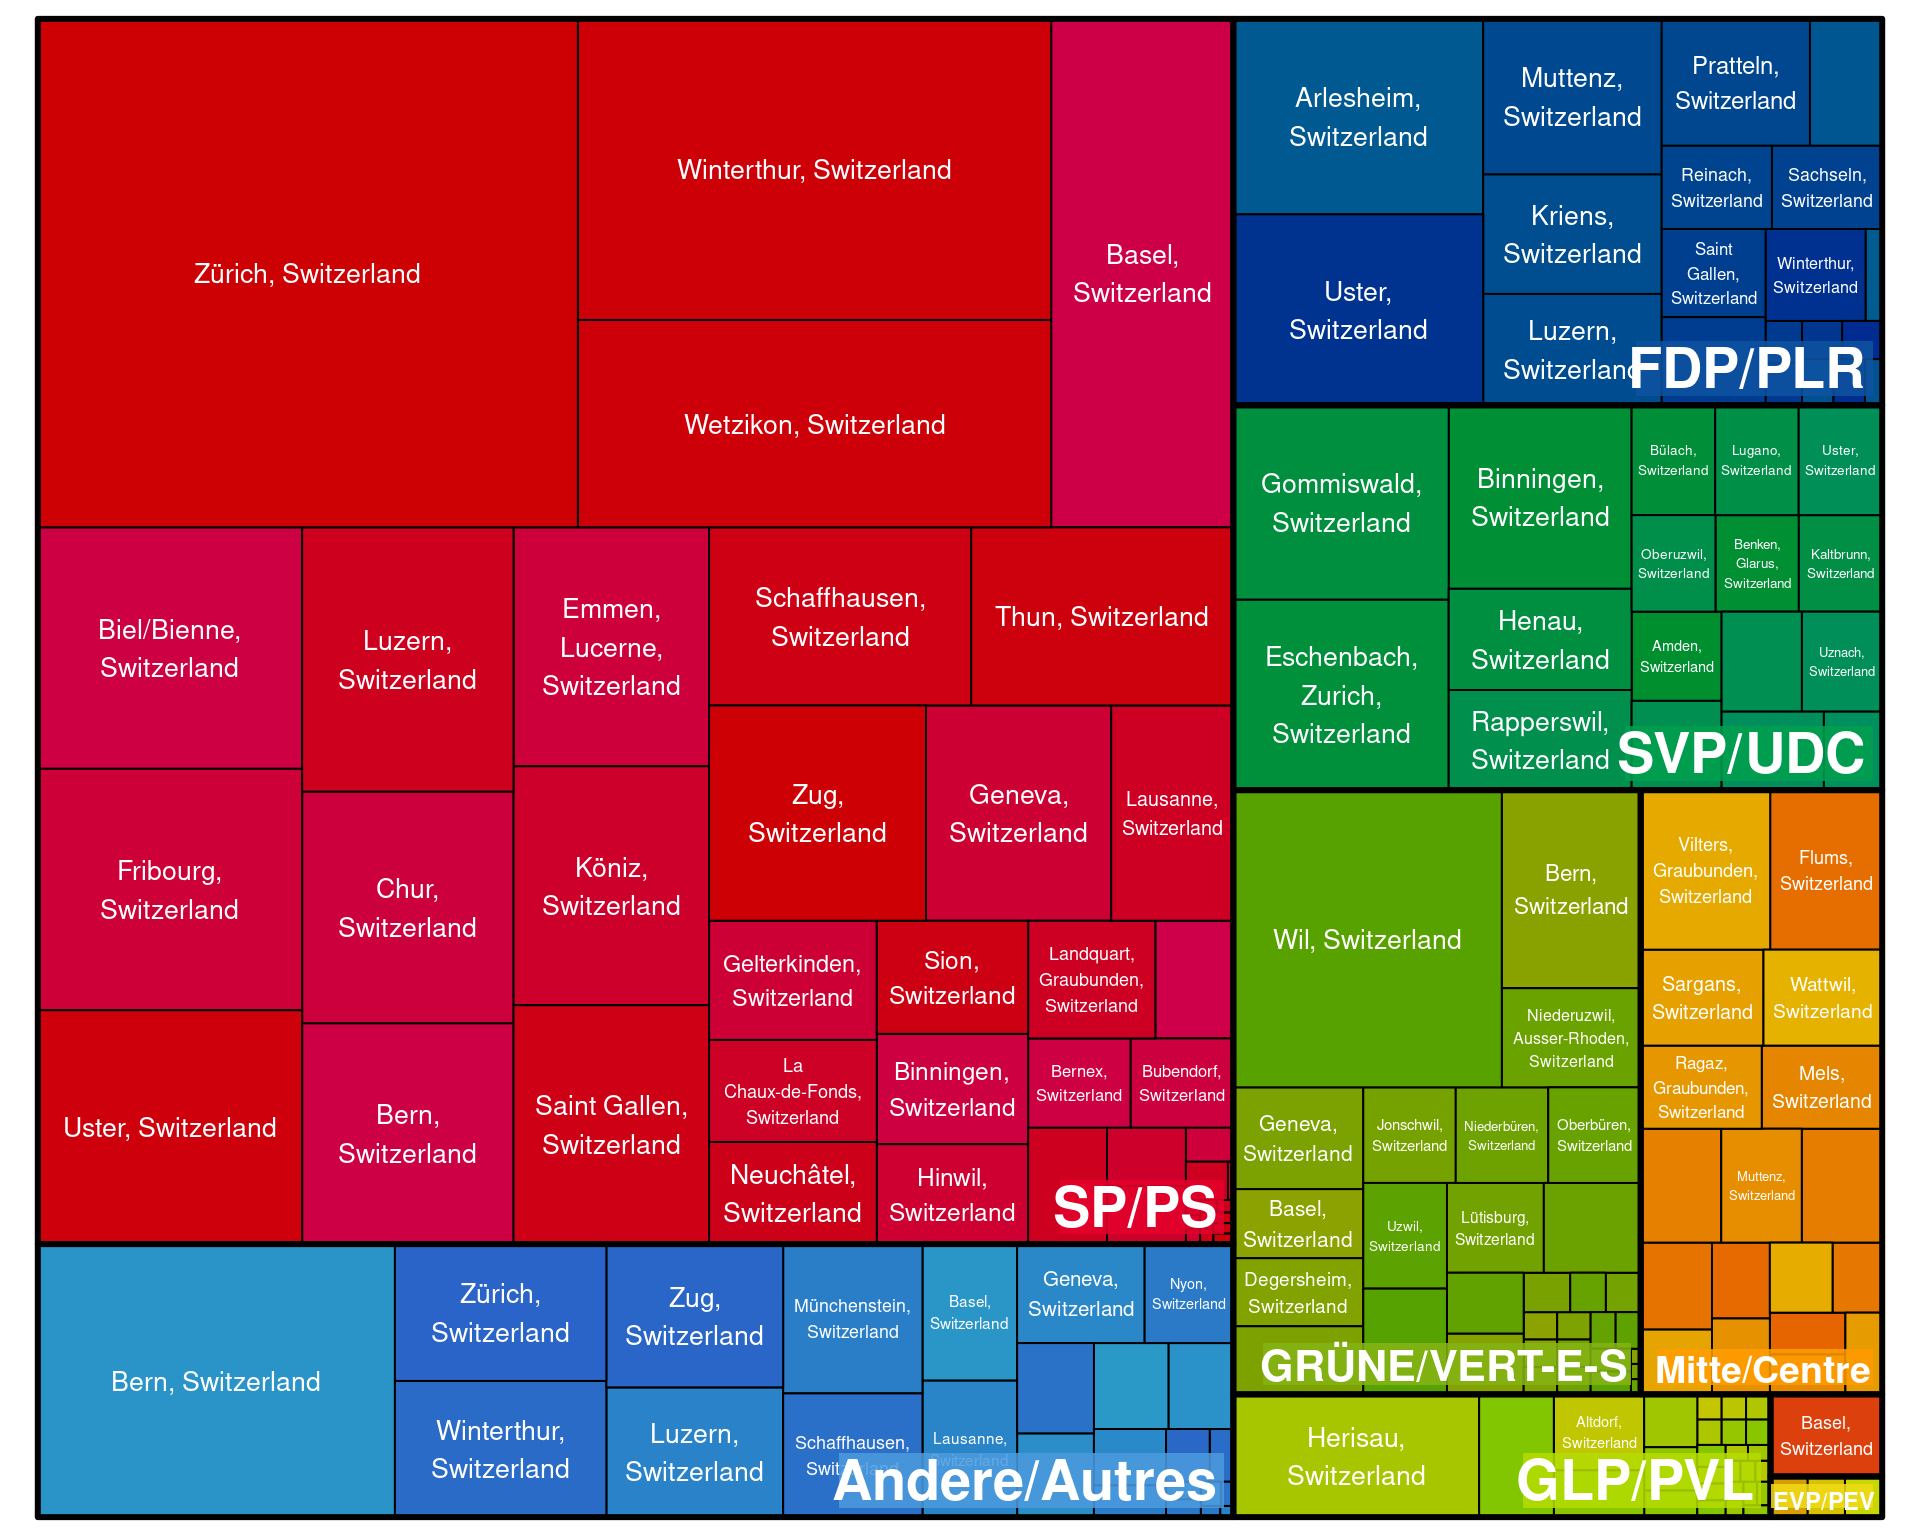 Zürich, Switzerland
Winterthur, Switzerland
Wetzikon, Switzerland
Basel,
Switzerland
Biel/Bienne,
Switzerland
Fribourg,
Switzerland
Uster, Switzerland
Luzern,
Switzerland
Chur,
Switzerland
Bern,
Switzerland
Emmen,
Lucerne,
Switzerland
Köniz,
Switzerland
Saint Gallen,
Switzerland
Schaffhausen,
Switzerland
Thun, Switzerland
Zug,
Switzerland
Geneva,
Switzerland
Lausanne,
Switzerland
Gelterkinden,
Switzerland
La
Chaux-de-Fonds,
Switzerland
Neuchâtel,
Switzerland
Sion,
Switzerland
Binningen,
Switzerland
Hinwil,
Switzerland
Landquart,
Graubunden,
Switzerland
Bernex,
Switzerland
Bubendorf,
Switzerland
SP/PS
Bern, Switzerland
Zürich,
Switzerland
Winterthur,
Switzerland
Zug,
Switzerland
Luzern,
Switzerland
Münchenstein,
Switzerland
Schaffhausen,
Switzerland
Basel,
Switzerland
Lausanne,
Switzerland
Geneva,
Switzerland
Nyon,
Switzerland
Andere/Autres
Arlesheim,
Switzerland
Uster,
Switzerland
Muttenz,
Switzerland
Kriens,
Switzerland
Luzern,
Switzerland
Pratteln,
Switzerland
Reinach,
Switzerland
Sachseln,
Switzerland
Saint
Gallen,
Switzerland
Winterthur,
Switzerland
FDP/PLR
Gommiswald,
Switzerland
Eschenbach,
Zurich,
Switzerland
Binningen,
Switzerland
Henau,
Switzerland
Rapperswil,
Switzerland
Bülach,
Switzerland
Lugano,
Switzerland
Uster,
Switzerland
Oberuzwil,
Switzerland
Benken,
Glarus,
Switzerland
Kaltbrunn,
Switzerland
Amden,
Switzerland
Uznach,
Switzerland
SVP/UDC
Wil, Switzerland
Bern,
Switzerland
Niederuzwil,
Ausser-Rhoden,
Switzerland
Geneva,
Switzerland
Basel,
Switzerland
Degersheim,
Switzerland
Jonschwil,
Switzerland
Niederbüren,
Switzerland
Oberbüren,
Switzerland
Uzwil,
Switzerland
Lütisburg,
Switzerland
GRÜNE/VERT-E-S
Vilters,
Graubunden,
Switzerland
Flums,
Switzerland
Sargans,
Switzerland
Wattwil,
Switzerland
Ragaz,
Graubunden,
Switzerland
Mels,
Switzerland
Muttenz,
Switzerland
Mitte/Centre
Herisau,
Switzerland
Altdorf,
Switzerland
GLP/PVL
Basel,
Switzerland
EVP/PEV